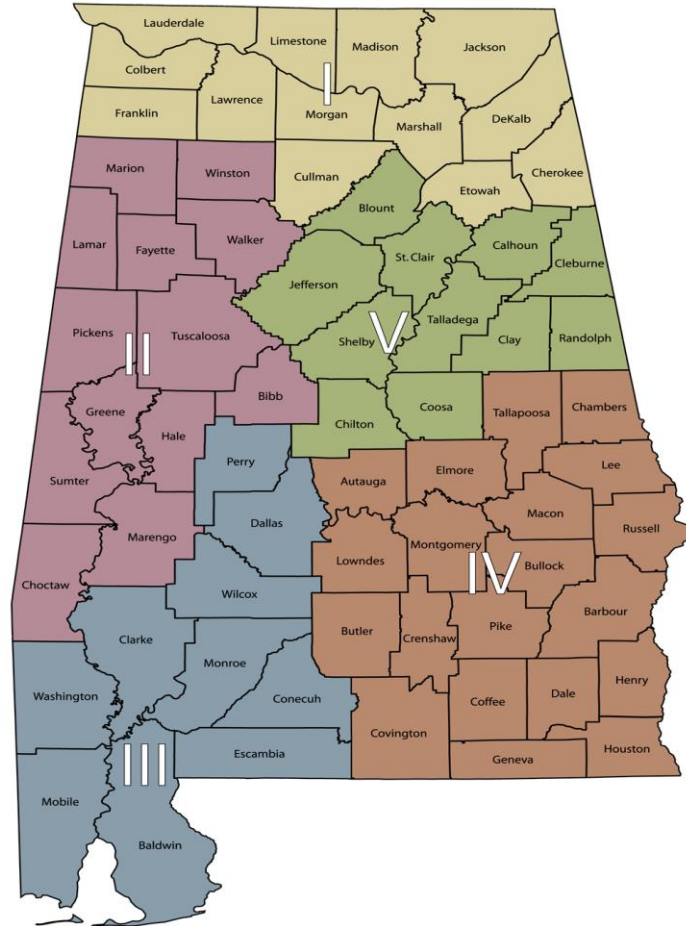 Lauderdale
Limestone
Madison
Jackson
Colbert
Lawrence
Franklin
I
Morgan
Marshall
DeKalb
Cherokee
Cullman
Etowah
Marion
Winston
Blount
Lamar
Fayette
Walker
St. Clair
Calhoun
Cleburne
Jefferson
Pickens
Tuscaloosa
II
Shelby
V
Talladega
Clay
Randolph
Bibb
Greene
Hale
Chilton
Coosa
Tallapoosa
Chambers
Sumter
Perry
Autauga
Elmore
Lee
Dallas
Macon
Russell
Marengo
Lowndes
Montgomery
IV
Bullock
Choctaw
Wilcox
Clarke
Monroe
Butler
Crenshaw
Pike
Barbour
Washington
Conecuh
Coffee
Dale
Henry
Escambia
Covington
Geneva
Houston
III
Mobile
Baldwin